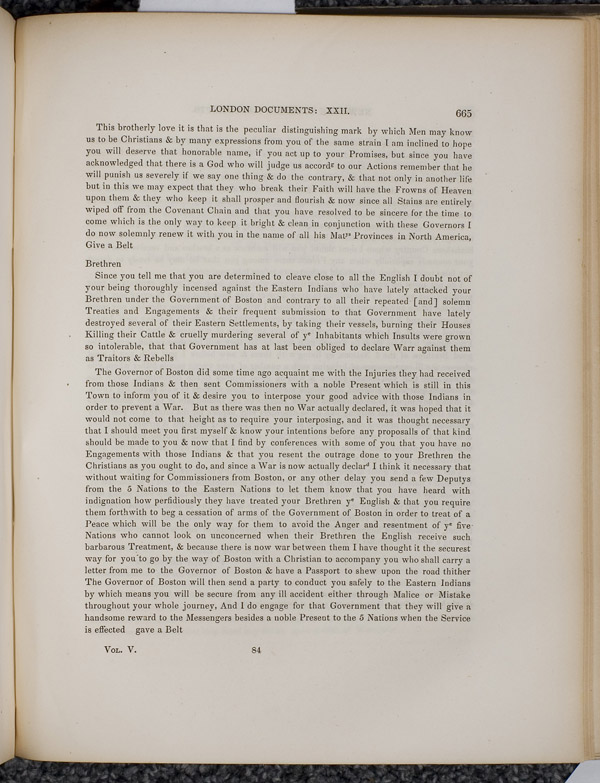 LONDON DOCUMENTS: XXII. 665
This brotherly love it is that is the peculiar distinguishing mark by which Men may know
us to be Christians & by many expressions from you of the same strain I am inclined to hope
you will deserve that honorable name, if you act up to your Promises, but since you have
acknowledged that there is a God who will judge us accordᵍ to our Actions remember that he
will punish us severely if we say one thing & do the contrary, & that not only in another life
but in this we may expect that they who break their Faith will have the Frowns of Heaven
upon them & they who keep it shall prosper and flourish & now since all Stains are entirely
wiped off from the Covenant Chain and that you have resolved to be sincere for the time to
come which is the only way to keep it bright & clean in conjunction with these Governors I
do now solemnly renew it with you in the name of all his Matʸˢ Provinces in North America,
Give a Belt
Brethren
Since you tell me that you are determined to cleave close to all the English I doubt not of
your being thoroughly incensed against the Eastern Indians who have lately attacked your
Brethren under the Government of Boston and contrary to all their repeated [and] solemn
Treaties and Engagements & their frequent submission to that Government have lately
destroyed several of their Eastern Settlements, by taking their vessels, burning their Houses
Killing their Cattle & cruelly murdering several of yᵉ Inhabitants which Insults were grown
so intolerable, that that Government has at last been obliged to declare Warr against them
as Traitors & Rebells
The Governor of Boston did some time ago acquaint me with the Injuries they had received
from those Indians & then sent Commissioners with a noble Present which is still in this
Town to inform you of it & desire you to interpose your good advice with those Indians in
order to prevent a War. But as there was then no War actually declared, it was hoped that it
would not come to that height as to require your interposing, and it was thought necessary
that I should meet you first myself & know your intentions before any proposalls of that kind
should be made to you & now that I find by conferences with some of you that you have no
Engagements with those Indians & that you resent the outrage done to your Brethren the
Christians as you ought to do, and since a War is now actually declarᵈ I think it necessary that
without waiting for Commissioners from Boston, or any other delay you send a few Deputys
from the 5 Nations to the Eastern Nations to let them know that you have heard with
indignation how perfidiously they have treated your Brethren yᵉ English & that you require
them forthwith to beg a cessation of arms of the Government of Boston in order to treat of a
Peace which will be the only way for them to avoid the Anger and resentment of yᵉ five
Nations who cannot look on unconcerned when their Brethren the English receive such
barbarous Treatment, & because there is now war between them I have thought it the securest
way for you to go by the way of Boston with a Christian to accompany you who shall carry a
letter from me to the Governor of Boston & have a Passport to shew upon the road thither
The Governor of Boston will then send a party to conduct you safely to the Eastern Indians
by which means you will be secure from any ill accident either through Malice or Mistake
throughout your whole journey, And I do engage for that Government that they will give a
handsome reward to the Messengers besides a noble Present to the 5 Nations when the Service
is effected gave a Belt
VOL. V. 84